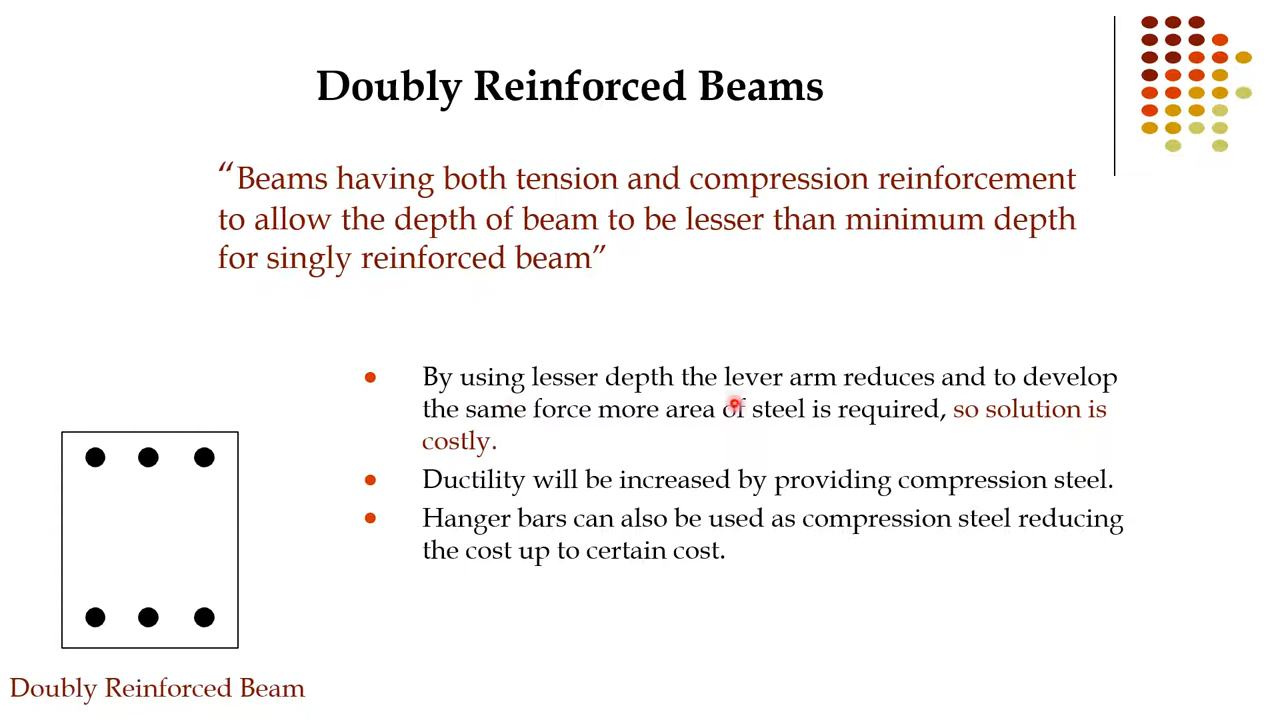 Doubly Reinforced Beams
“Beams having both tension and compression reinforcement
to allow the depth of beam to be lesser than minimum depth
for singly reinforced beam”
By using lesser depth the lever arm reduces and to develop
the same force more area of steel is required, so solution is
costly.
Ductility will be increased by providing compression steel.
Hanger bars can also be used as compression steel reducing
the cost up to certain cost.
Doubly Reinforced Beam